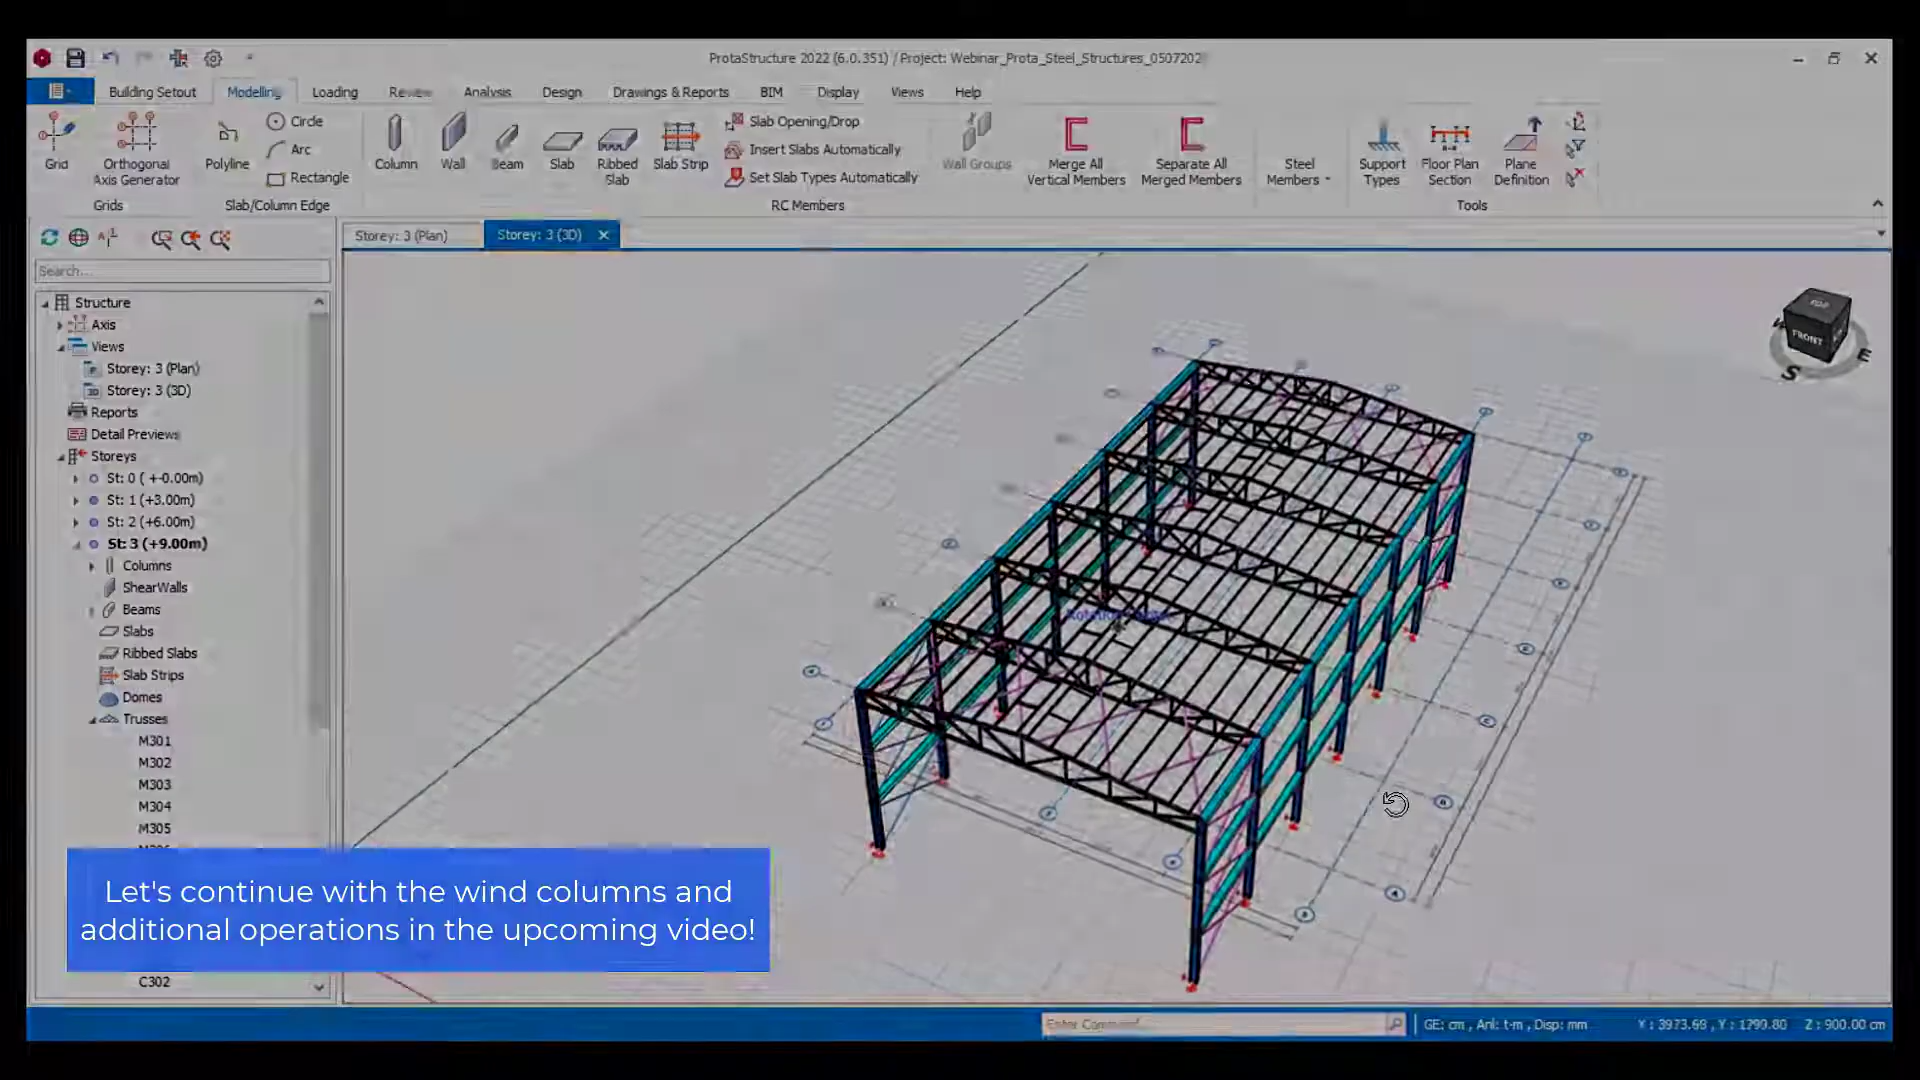 ProtaStructure 2022 (6.0.351) / Project: Webinar_Prota_Steel_Structures_0507202
Building Setout Modelling Loading Review Analysis Design Drawings & Reports BIM Display Views Help
Grid
Orthogonal
Axis Generator
Grids
Polyline
Circle
Arc
Rectangle
Slab/Column Edge
Column
Wall
Beam
Slab
Ribbed
Slab
Slab Strip
Slab Opening/Drop
Insert Slabs Automatically
Set Slab Types Automatically
RC Members
Wall Groups
Merge All
Vertical Members
Separate All
Merged Members
Steel
Members
Support
Types
Floor Plan
Section
Plane
Definition
Tools
Search...
Storey: 3 (Plan)
Storey: 3 (3D)
Structure
Axis
Views
Storey: 3 (Plan)
Storey: 3 (3D)
Reports
Detail Previews
Storeys
St: 0 ( +-0.00m)
St: 1 (+3.00m)
St: 2 (+6.00m)
St: 3 (+9.00m)
Columns
ShearWalls
Beams
Slabs
Ribbed Slabs
Slab Strips
Domes
Trusses
M301
M302
M303
M304
M305
C302
TOP
FRONT
S
E
Let's continue with the wind columns and
additional operations in the upcoming video!
Enter Command
GE: cm , Anl: t-m , Disp: mm
X : 3973.69 , Y : 1799.80 Z : 900.00 cm